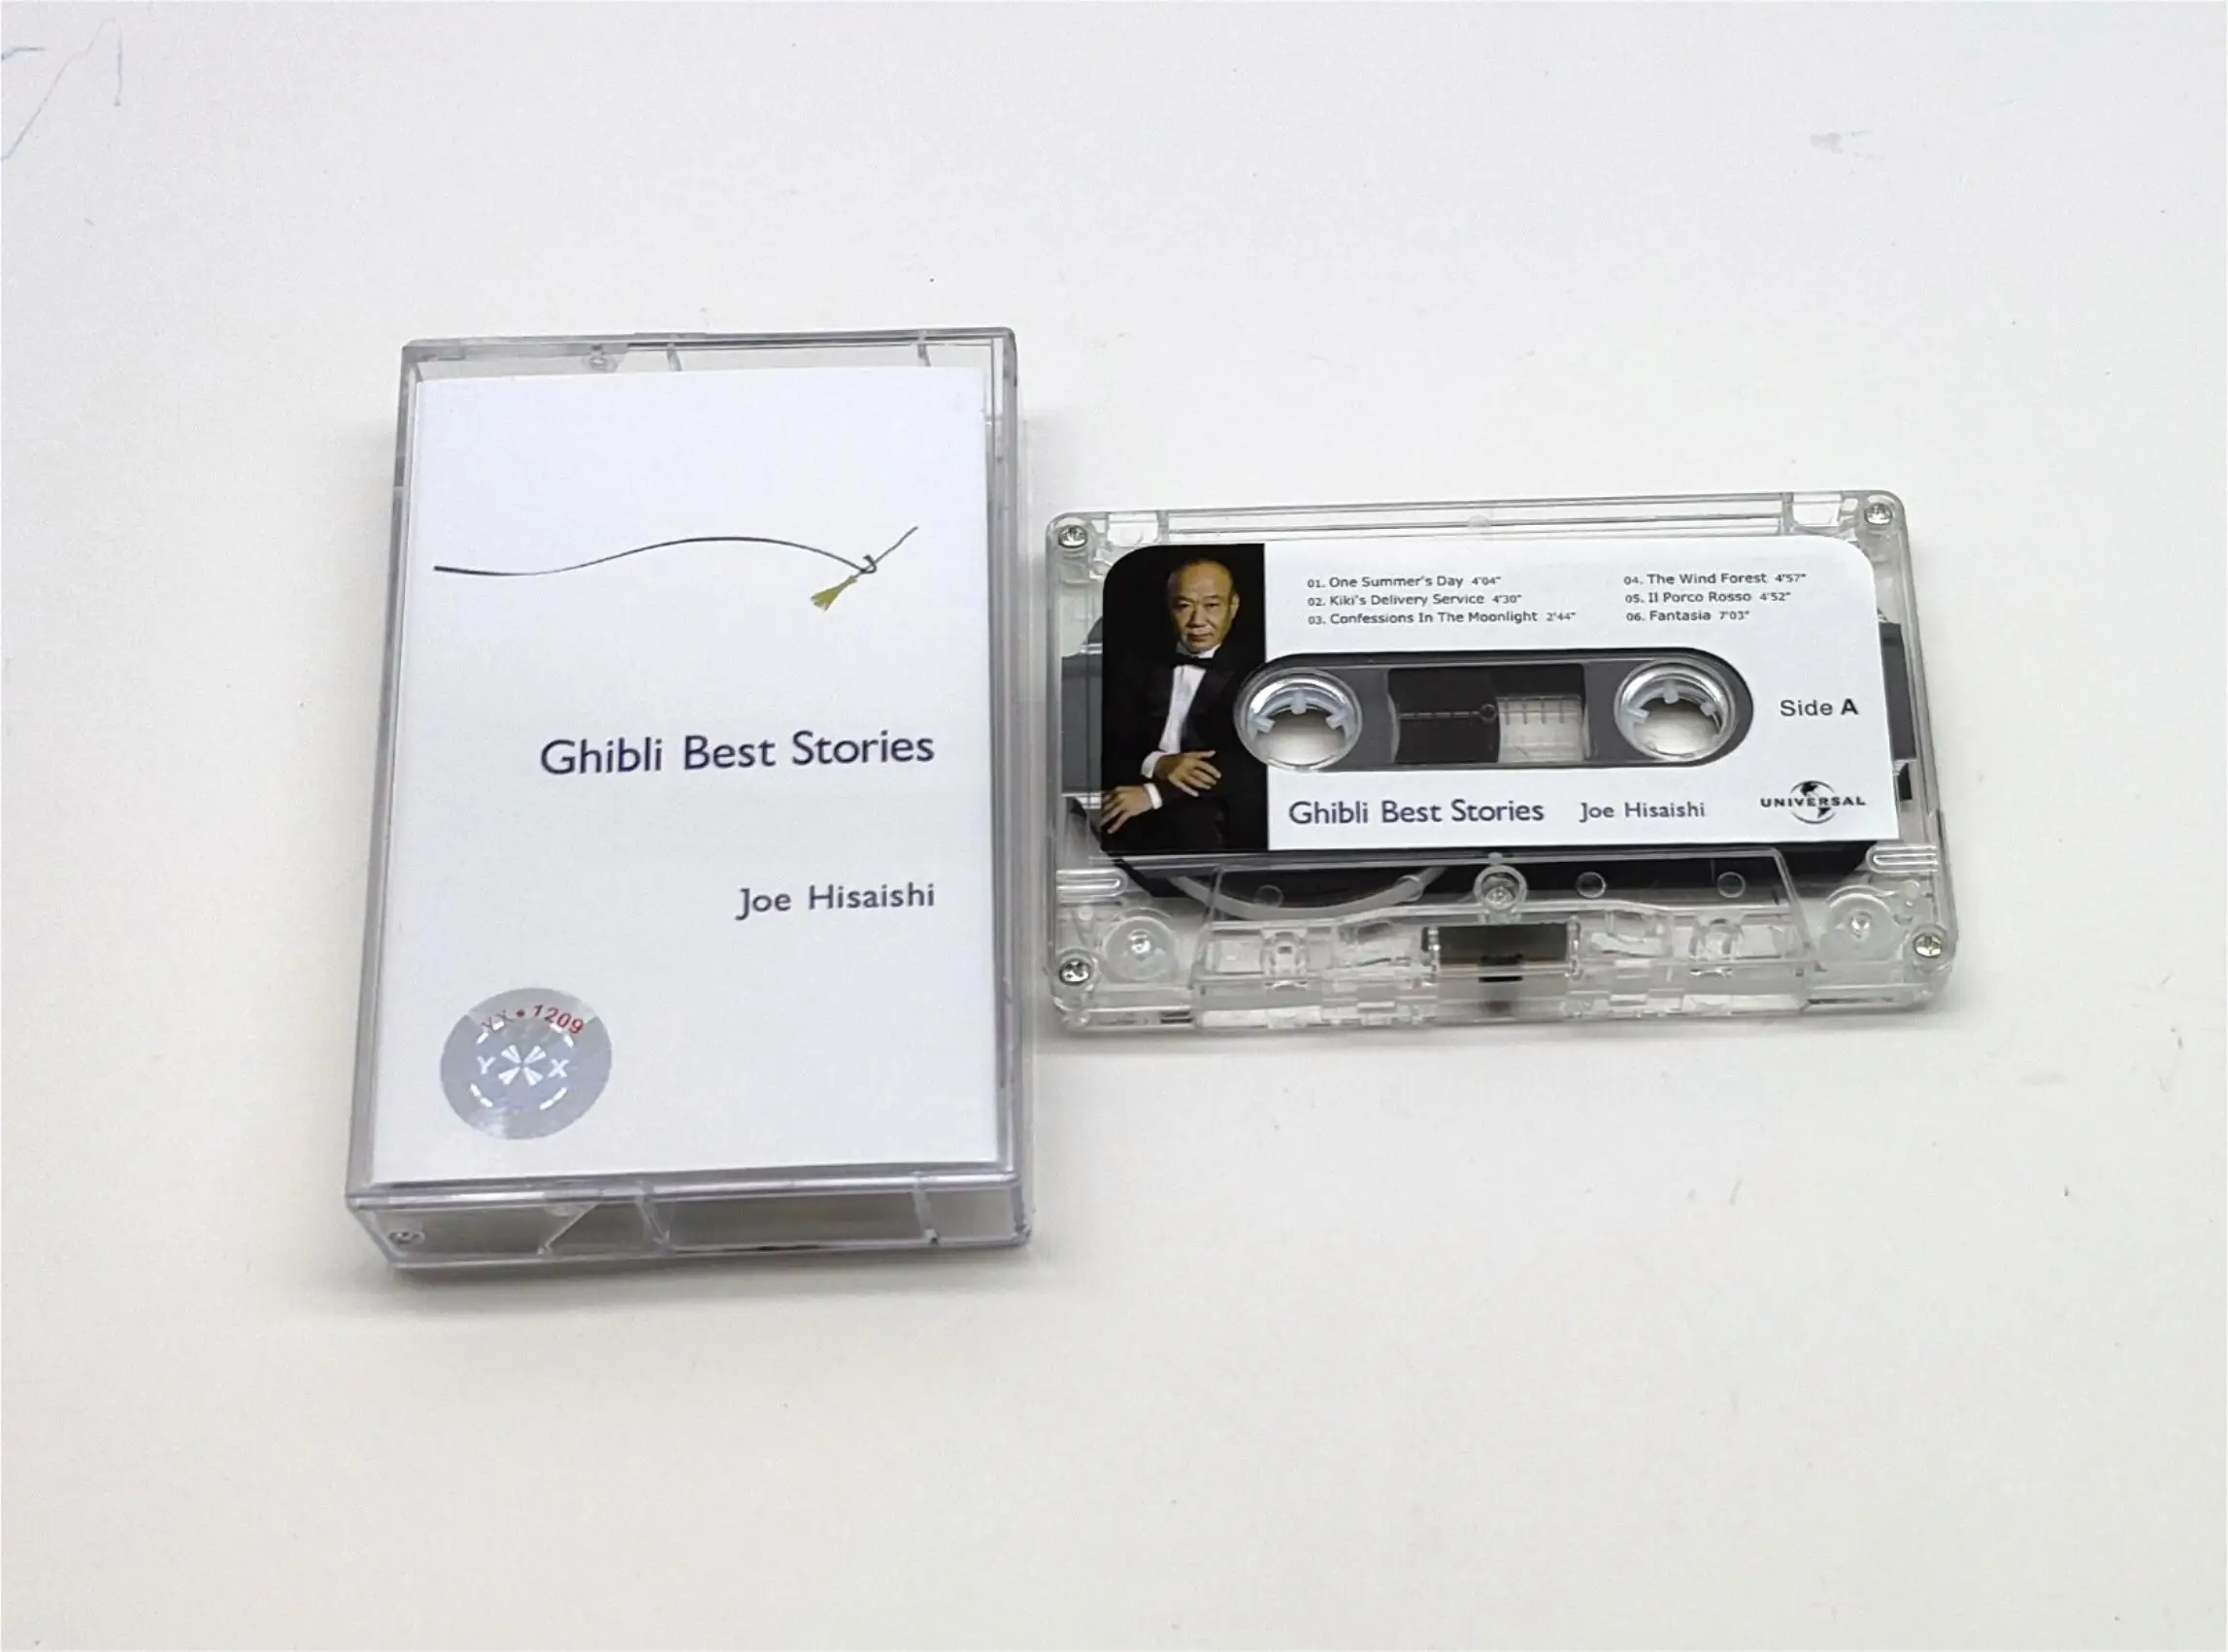 Ghibli Best Stories
Joe Hisaishi
YX • 1209
Y X
01. One Summer's Day 4'04"
02. Kiki's Delivery Service 4'30"
03. Confessions In The Moonlight 2'44"
04. The Wind Forest 4'57"
05. Il Porco Rosso 4'52"
06. Fantasia 7'03"
Side A
Ghibli Best Stories Joe Hisaishi
UNIVERSAL